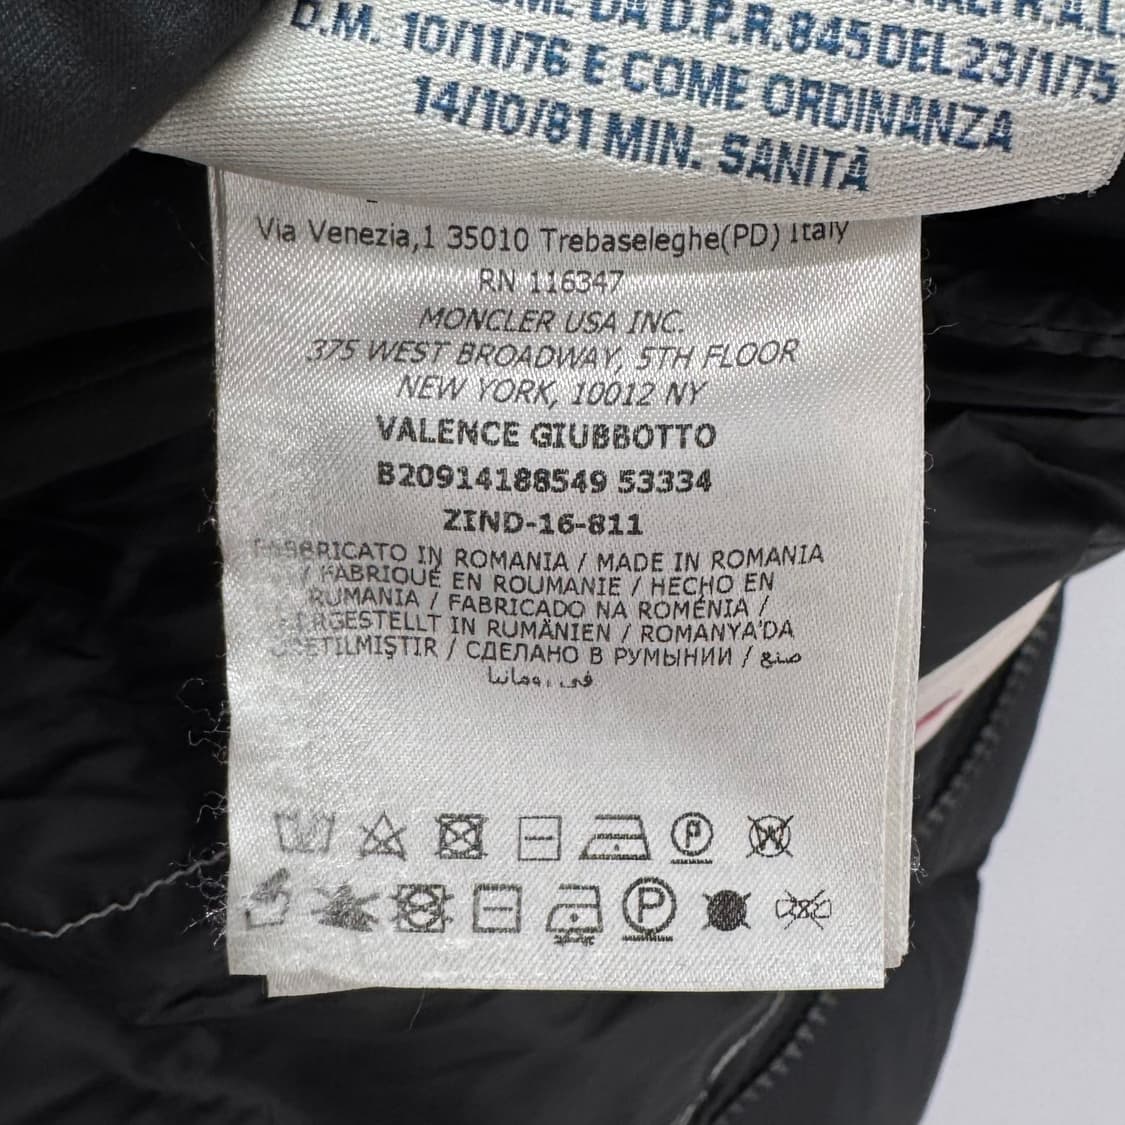 DA D.P.R. 845 DEL 23/1/75
D.M. 10/11/76 E COME ORDINANZA
14/10/81 MIN. SANITÀ
Via Venezia,1 35010 Trebaseleghe(PD) Italy
RN 116347
MONCLER USA INC.
375 WEST BROADWAY, 5TH FLOOR
NEW YORK, 10012 NY
VALENCE GIUBBOTTO
B20914188549 53334
ZIND-16-811
FABBRICATO IN ROMANIA / MADE IN ROMANIA
/ FABRIQUÉ EN ROUMANIE / HECHO EN
RUMANIA / FABRICADO NA ROMÉNIA /
HERGESTELLT IN RUMÄNIEN / ROMANYA'DA
ÜRETILMIŞTIR / СДЕЛАНО В РУМЫНИИ / صنع
في رومانيا
P W
P